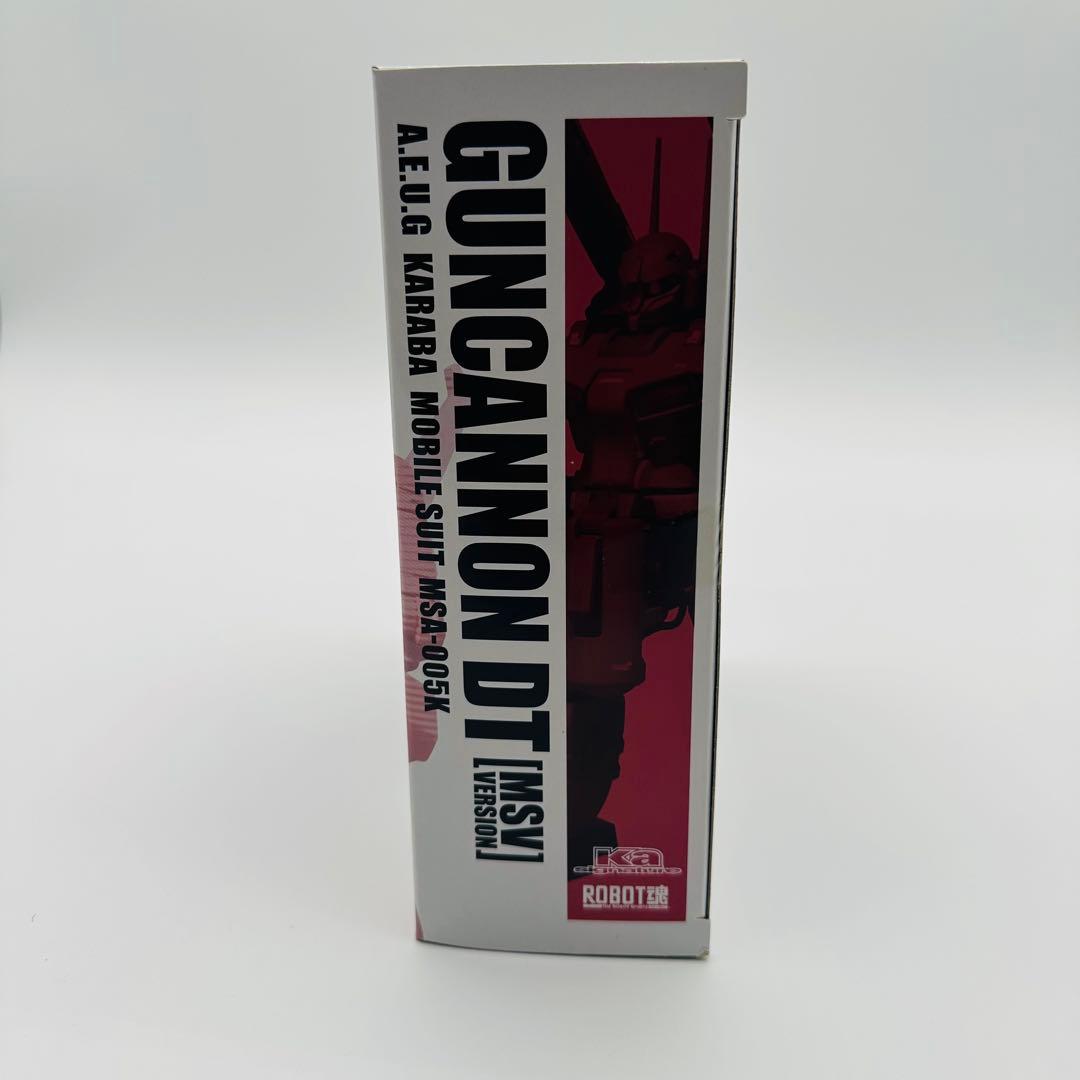 GUNCANNON DT [MSV VERSION]
A.E.U.G KARABA MOBILE SUIT MSA-005K
Ka
signature
ROBOT魂